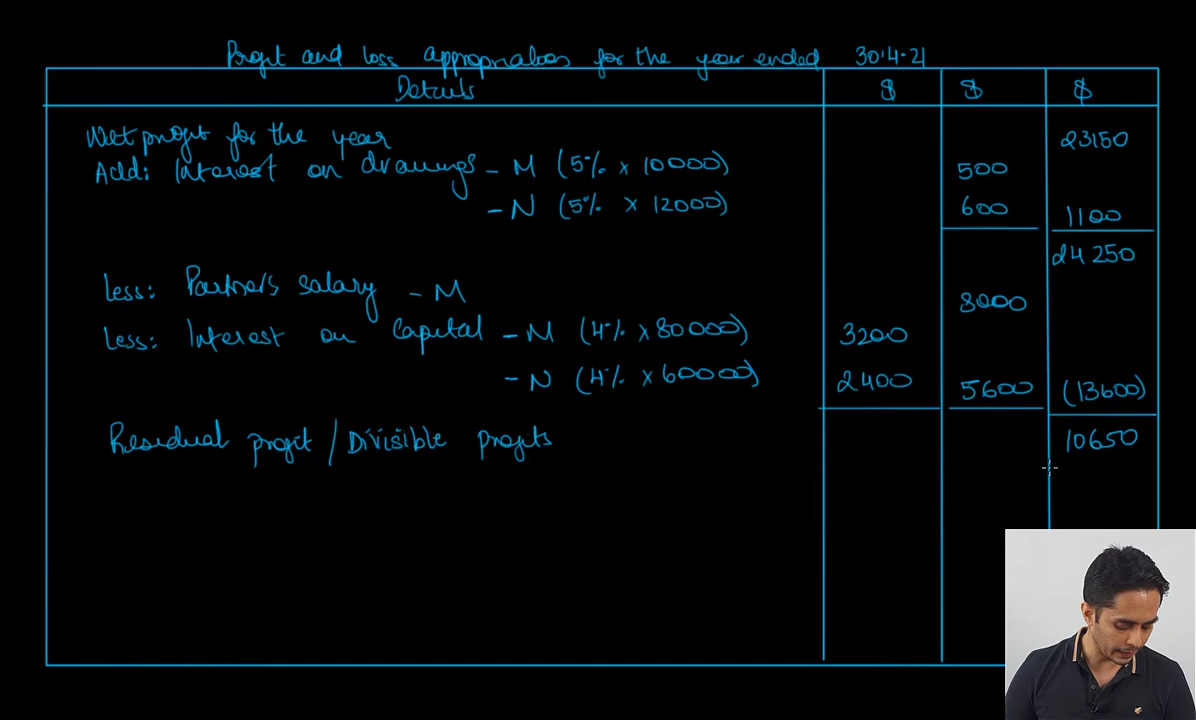 Profit and loss appropriation for the year ended 30.4.21
Details $ $ $
Net profit for the year 23150
Add: Interest on drawings - M (5% x 10000) 500
- N (5% x 12000) 600 1100
24250
Less: Partners salary - M 8000
Less: Interest on capital - M (4% x 80000) 3200
- N (4% x 60000) 2400 5600 (13600)
Residual profit / Divisible profits 10650